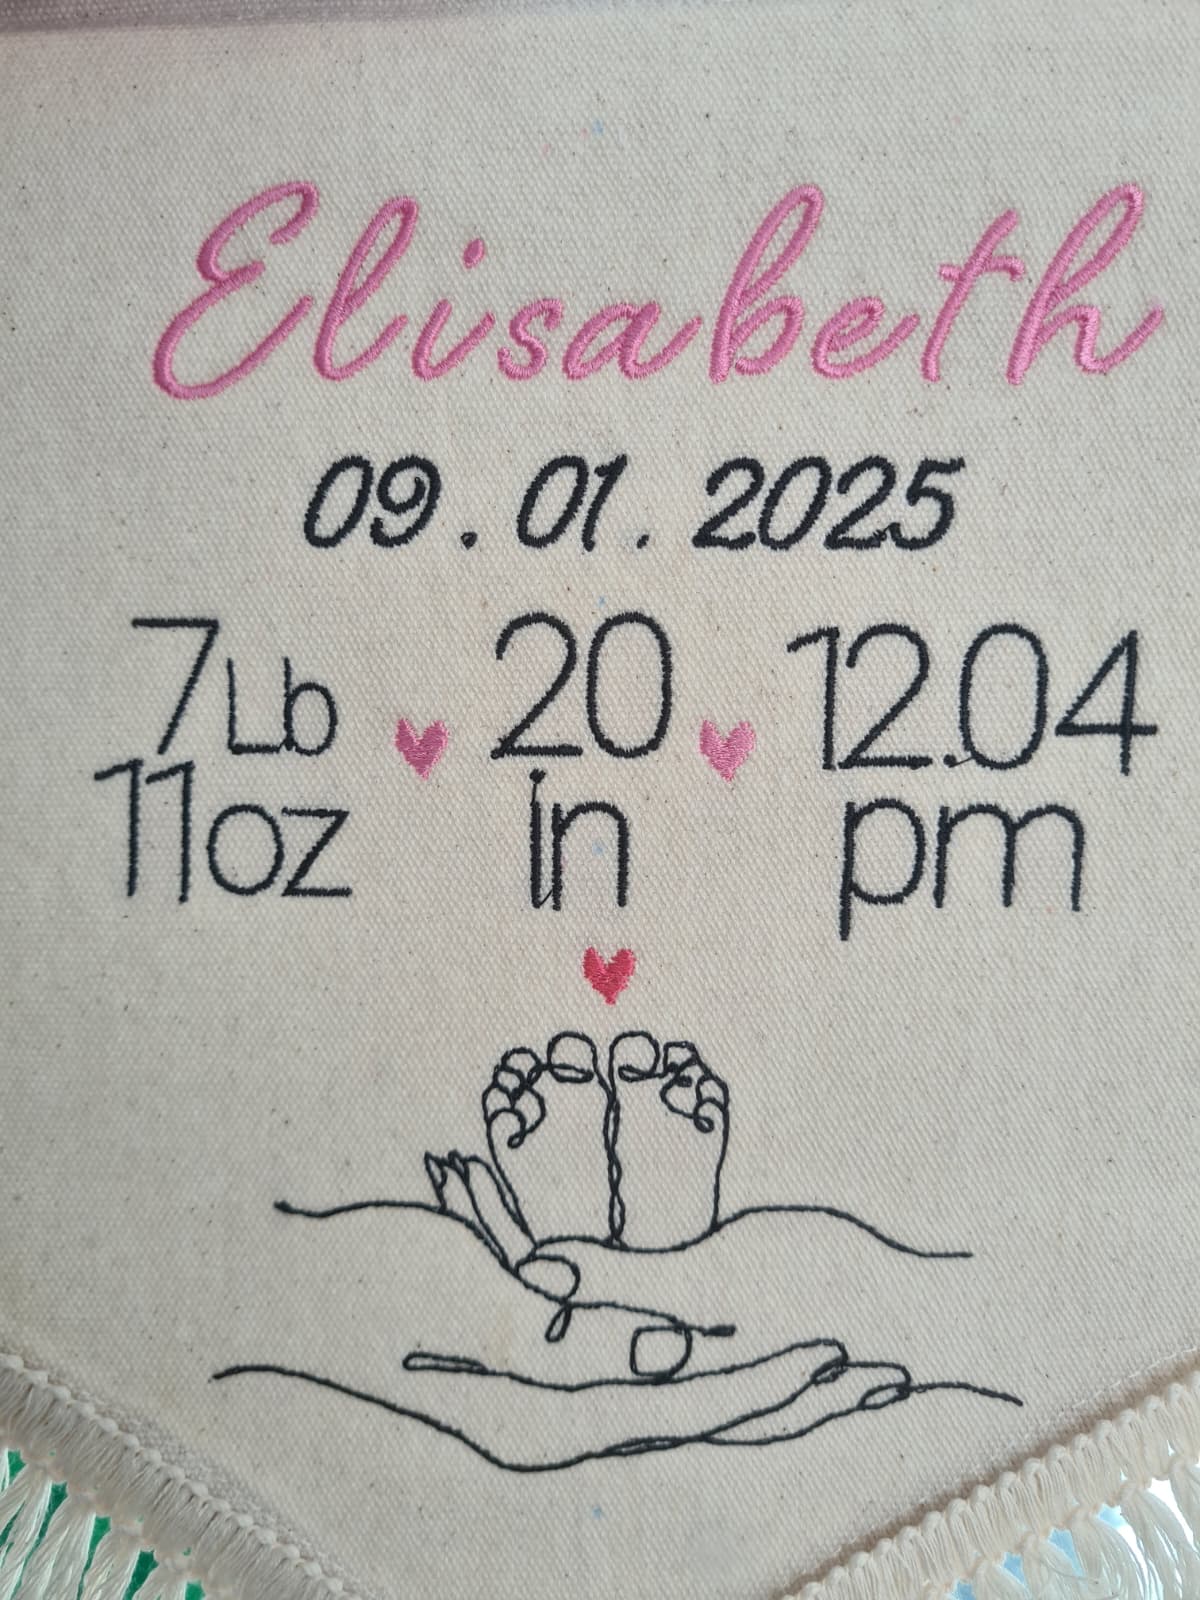 Elisabeth
09.01.2025
7Lb 20 12.04
11oz in pm